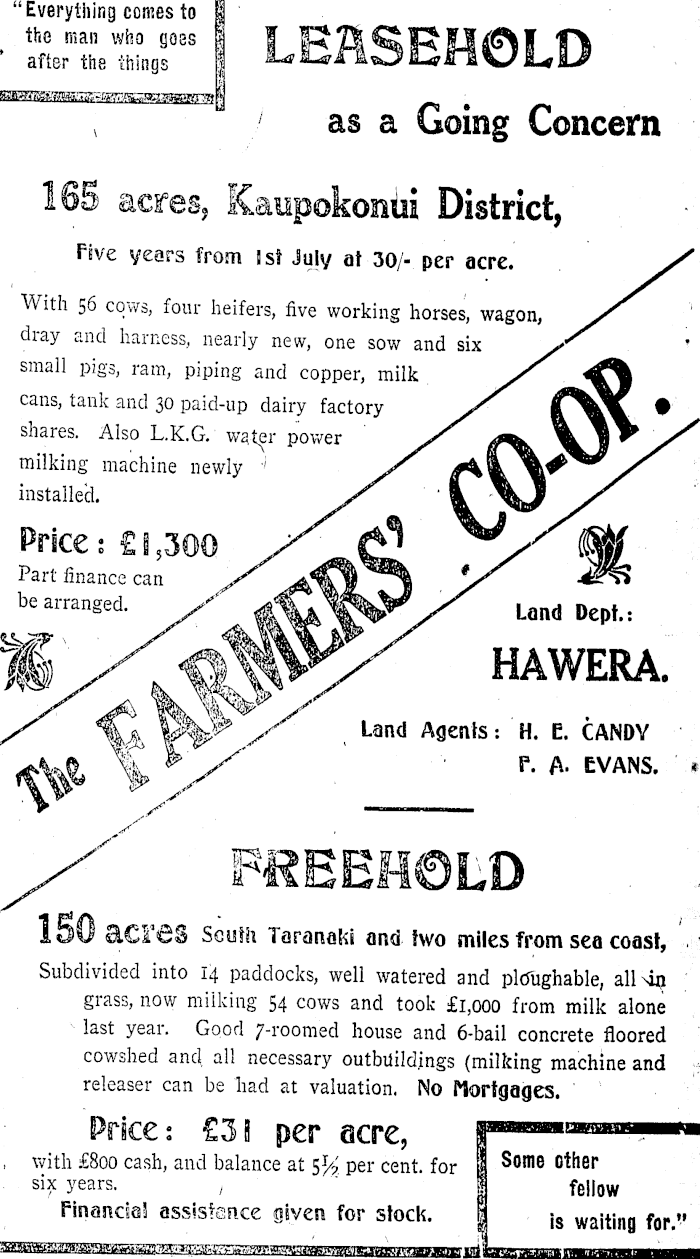 "Everything comes to
the man who goes
after the things
LEASEHOLD
as a Going Concern
165 acres, Kaupokonui District,
Five years from 1st July at 30/- per acre.
With 56 cows, four heifers, five working horses, wagon,
dray and harness, nearly new, one sow and six
small pigs, ram, piping and copper, milk
cans, tank and 30 paid-up dairy factory
shares. Also L.K.G. water power
milking machine newly
installed.
Price: £1,300
Part finance can
be arranged.
The FARMERS' CO-OP.
Land Dept.:
HAWERA.
Land Agents: H. E. CANDY
F. A. EVANS.
FREEHOLD
150 acres South Taranaki and two miles from sea coast,
Subdivided into 14 paddocks, well watered and ploughable, all in
grass, now milking 54 cows and took £1,000 from milk alone
last year. Good 7-roomed house and 6-bail concrete floored
cowshed and all necessary outbuildings (milking machine and
releaser can be had at valuation. No Mortgages.
Price: £31 per acre,
with £800 cash, and balance at 5½ per cent. for
six years.
Financial assistence given for stock.
Some other
fellow
is waiting for."